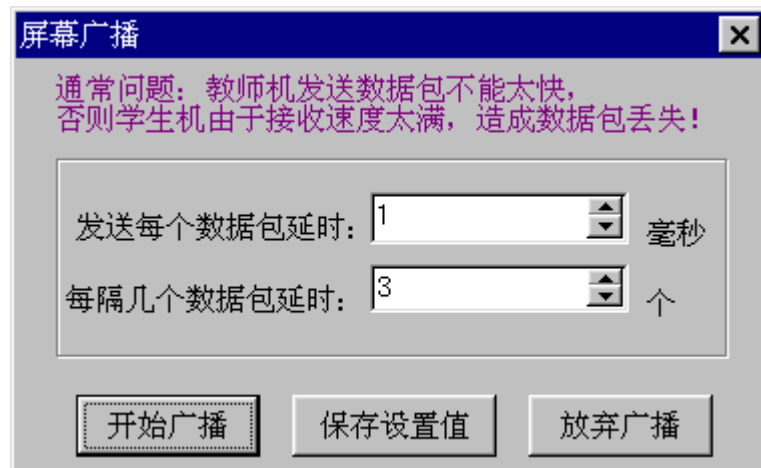 屏幕广播
通常问题：教师机发送数据包不能太快，
否则学生机由于接收速度太满，造成数据包丢失！
发送每个数据包延时： 1 毫秒
每隔几个数据包延时： 3 个
开始广播 保存设置值 放弃广播